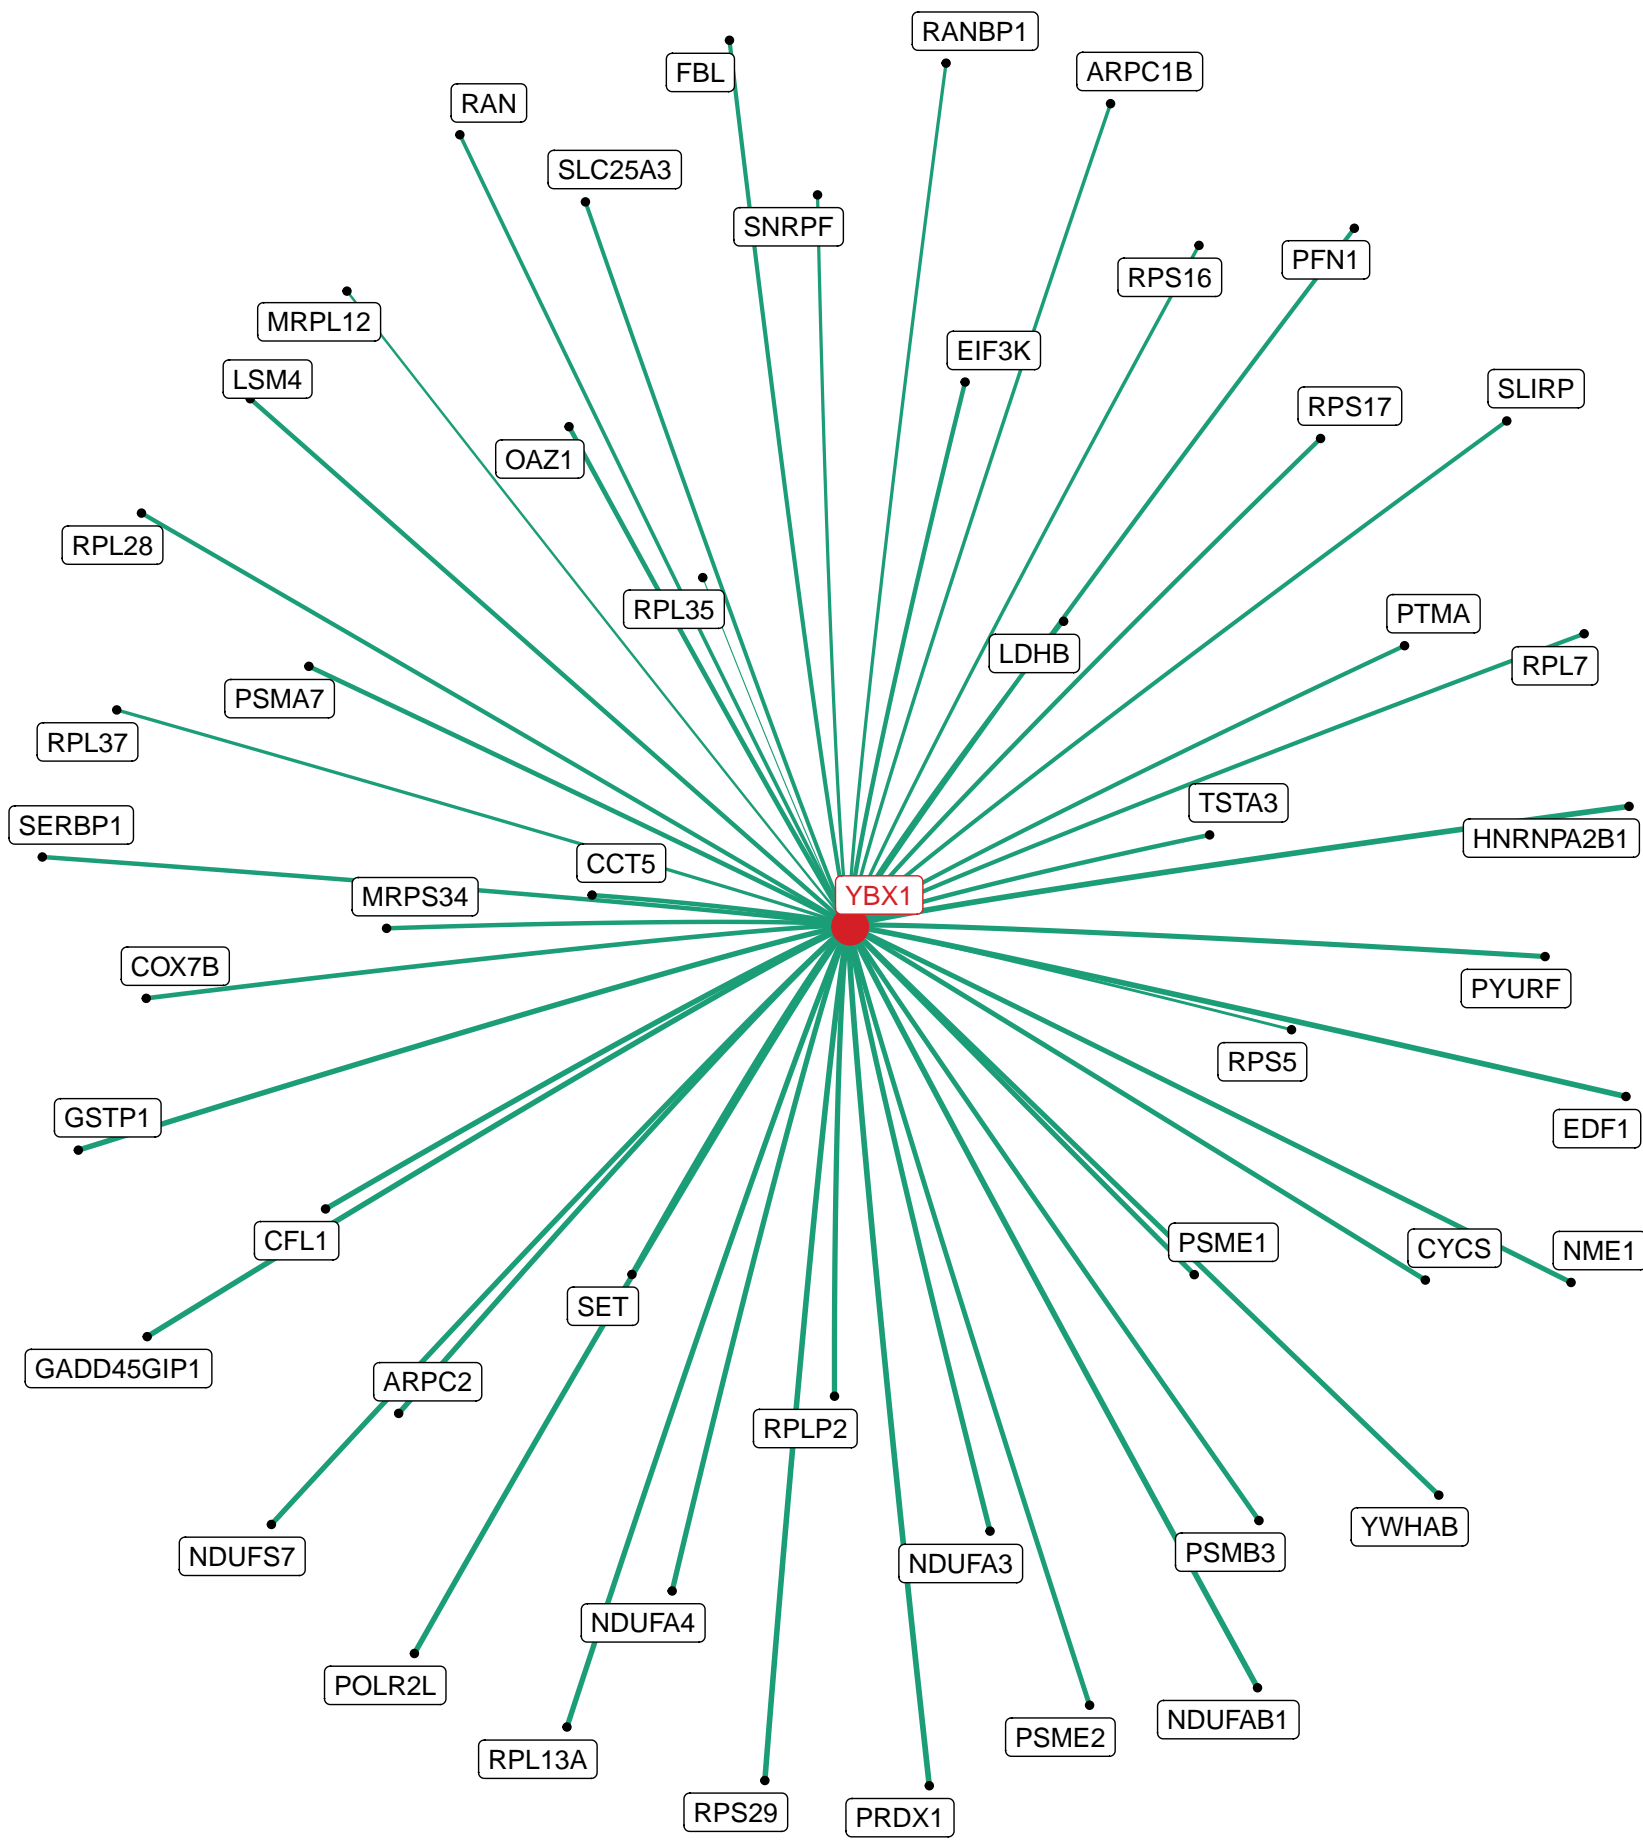 RANBP1
FBL
ARPC1B
RAN
SLC25A3
SNRPF
PFN1
RPS16
MRPL12
EIF3K
LSM4
SLIRP
RPS17
OAZ1
RPL28
RPL35
PTMA
LDHB
RPL7
PSMA7
RPL37
TSTA3
SERBP1
HNRNPA2B1
CCT5
MRPS34
YBX1
COX7B
PYURF
RPS5
GSTP1
EDF1
CFL1
PSME1
CYCS
NME1
SET
GADD45GIP1
ARPC2
RPLP2
YWHAB
NDUFS7
PSMB3
NDUFA3
NDUFA4
POLR2L
NDUFAB1
PSME2
RPL13A
RPS29
PRDX1